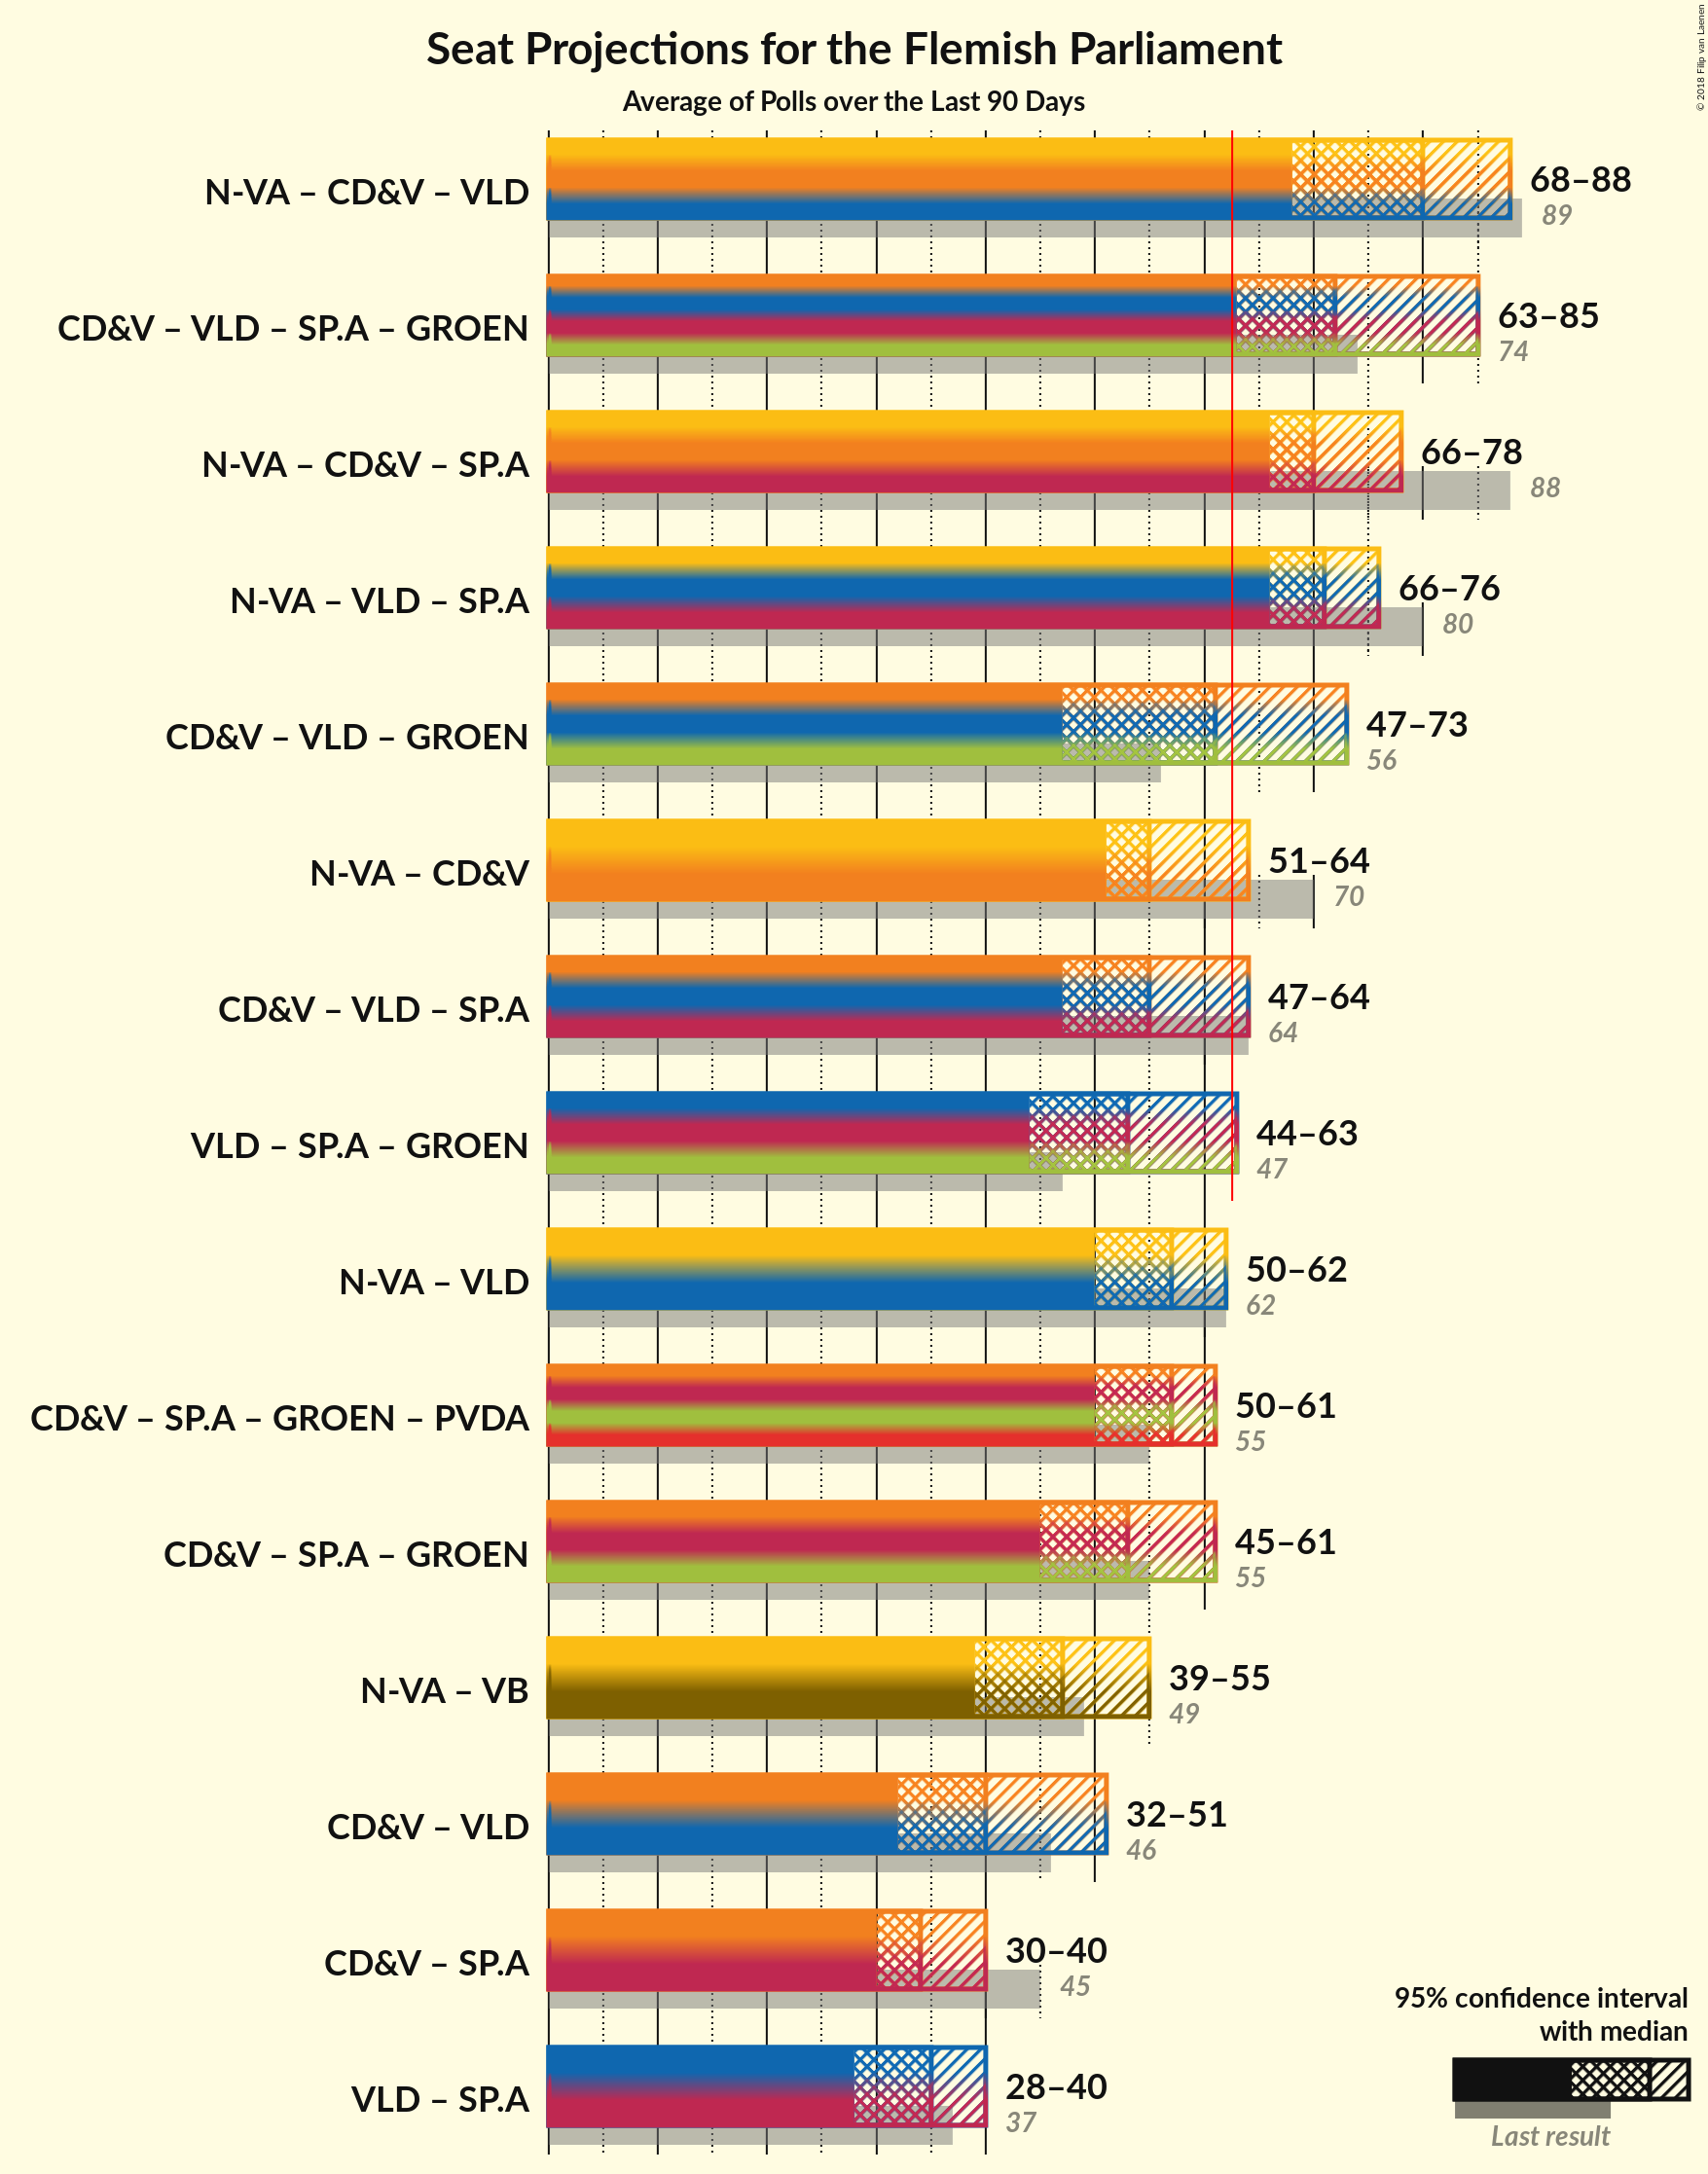 © 2018 Filip van Laenen
Seat Projections for the Flemish Parliament
Average of Polls over the Last 90 Days
N-VA – CD&V – VLD
68–88
89
CD&V – VLD – SP.A – GROEN
63–85
74
N-VA – CD&V – SP.A
66–78
88
N-VA – VLD – SP.A
66–76
80
CD&V – VLD – GROEN
47–73
56
N-VA – CD&V
51–64
70
CD&V – VLD – SP.A
47–64
64
VLD – SP.A – GROEN
44–63
47
N-VA – VLD
50–62
62
CD&V – SP.A – GROEN – PVDA
50–61
55
CD&V – SP.A – GROEN
45–61
55
N-VA – VB
39–55
49
CD&V – VLD
32–51
46
CD&V – SP.A
30–40
45
VLD – SP.A
28–40
37
95% confidence interval
with median
Last result